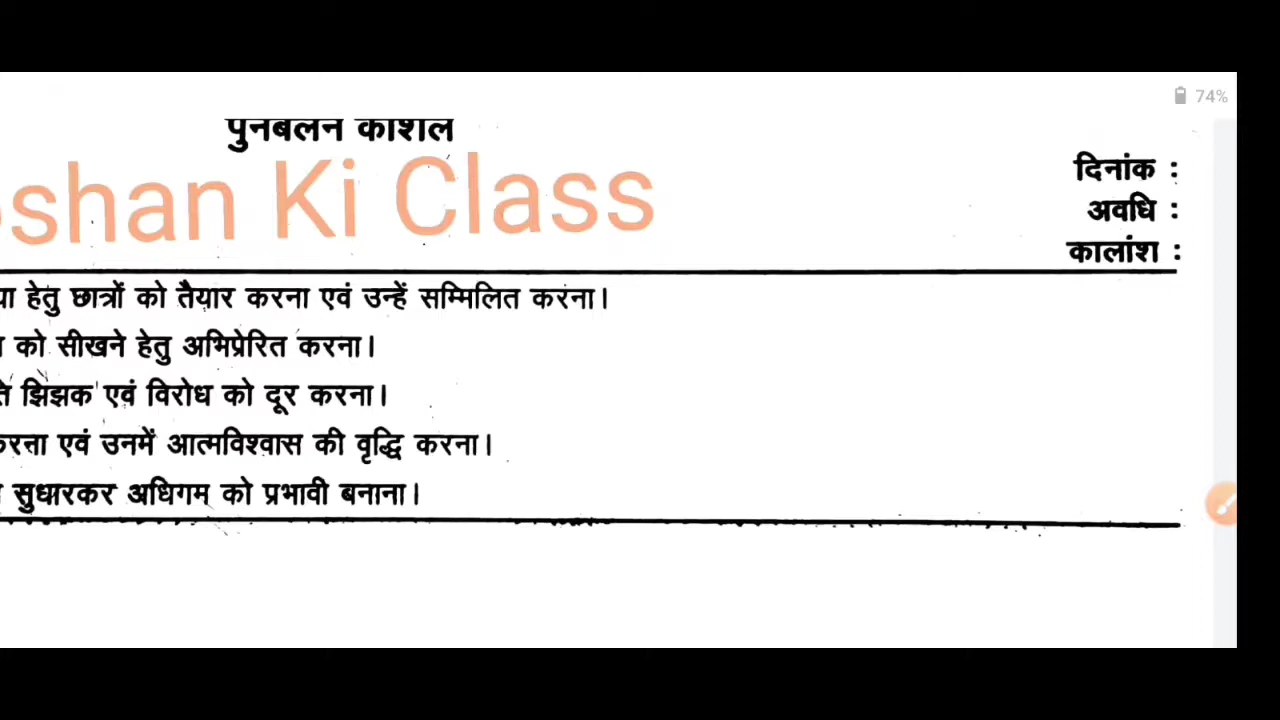 74%
पुनर्बलन कौशल
shan Ki Class
दिनांक :
अवधि :
कालांश :
हेतु छात्रों को तैयार करना एवं उन्हें सम्मिलित करना।
को सीखने हेतु अभिप्रेरित करना।
झिझक एवं विरोध को दूर करना।
एवं उनमें आत्मविश्वास की वृद्धि करना।
सुधारकर अधिगम को प्रभावी बनाना।